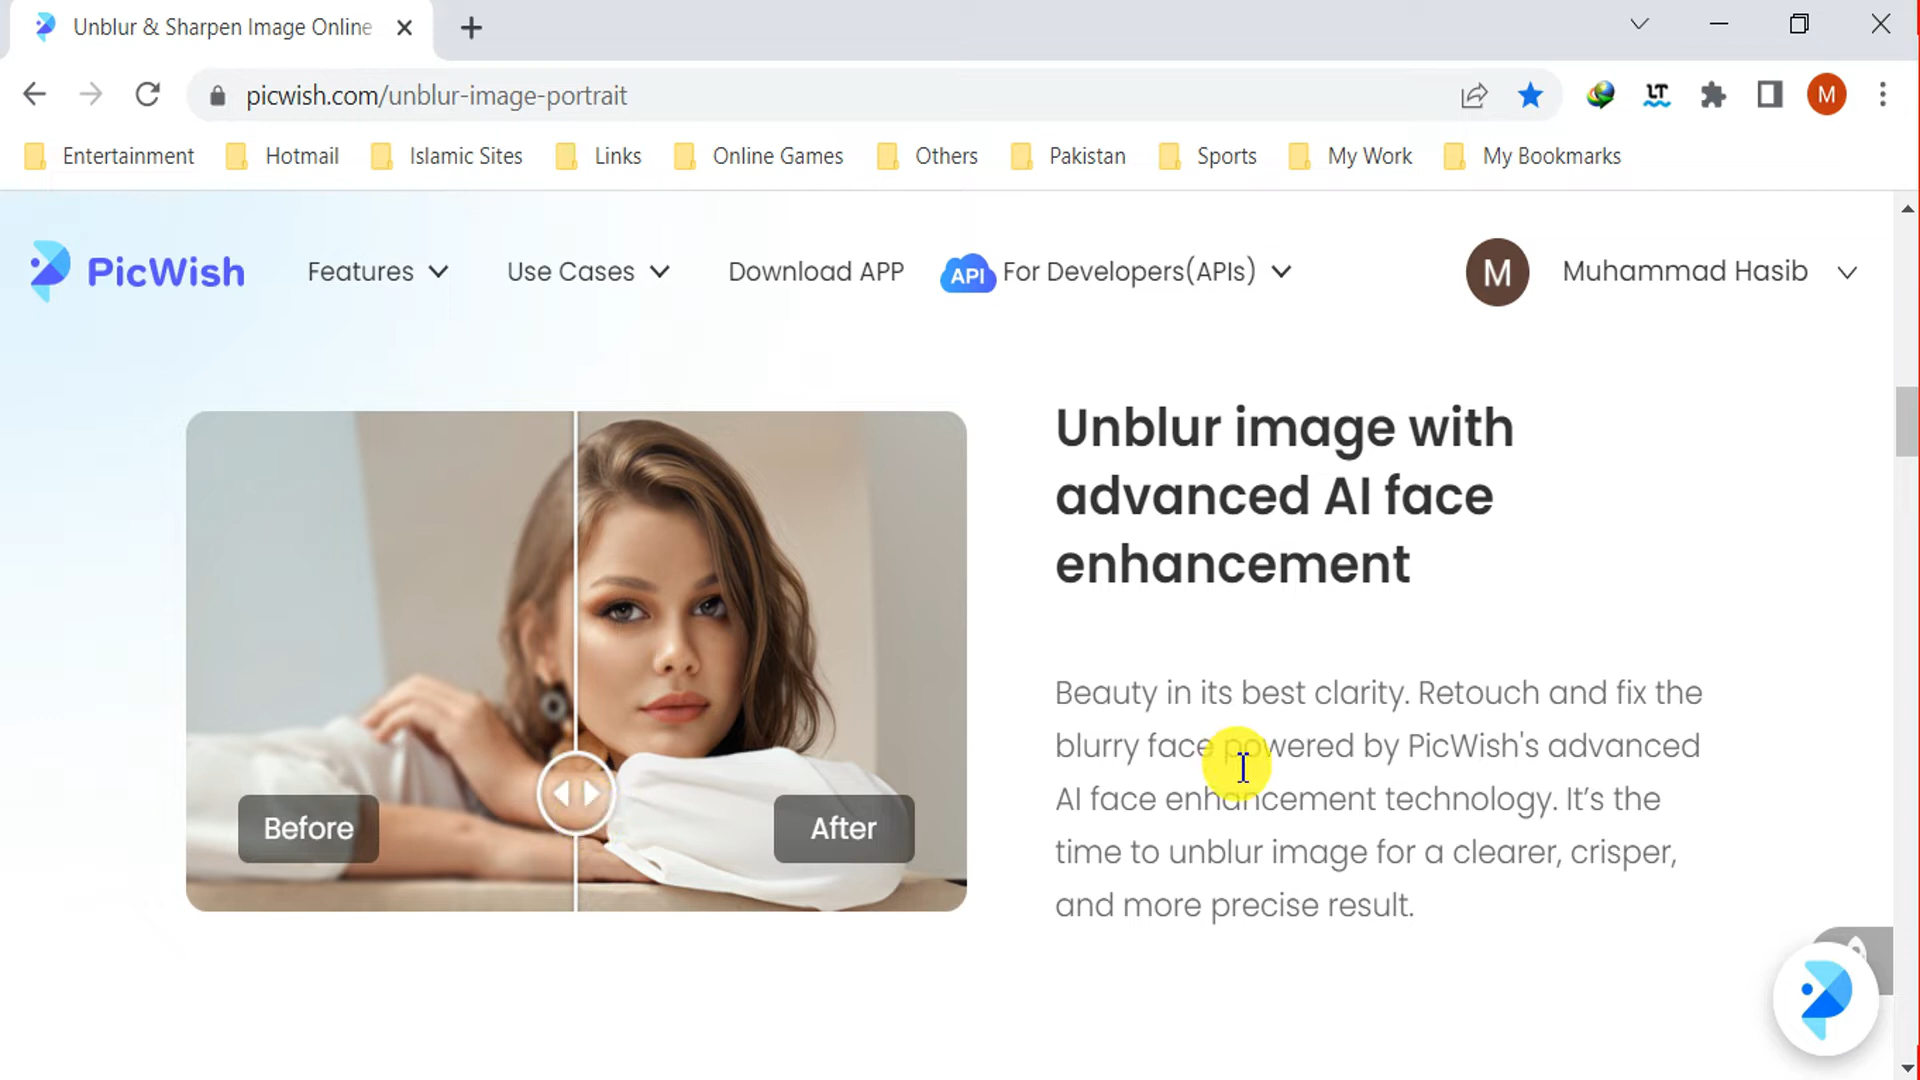 Unblur & Sharpen Image Online
picwish.com/unblur-image-portrait
LT
M
Entertainment
Hotmail
Islamic Sites
Links
Online Games
Others
Pakistan
Sports
My Work
My Bookmarks
PicWish
Features
Use Cases
Download APP
API
For Developers(APIs)
M
Muhammad Hasib
Unblur image with
advanced AI face
enhancement
Beauty in its best clarity. Retouch and fix the
blurry face powered by PicWish's advanced
AI face enhancement technology. It’s the
time to unblur image for a clearer, crisper,
and more precise result.
Before
After